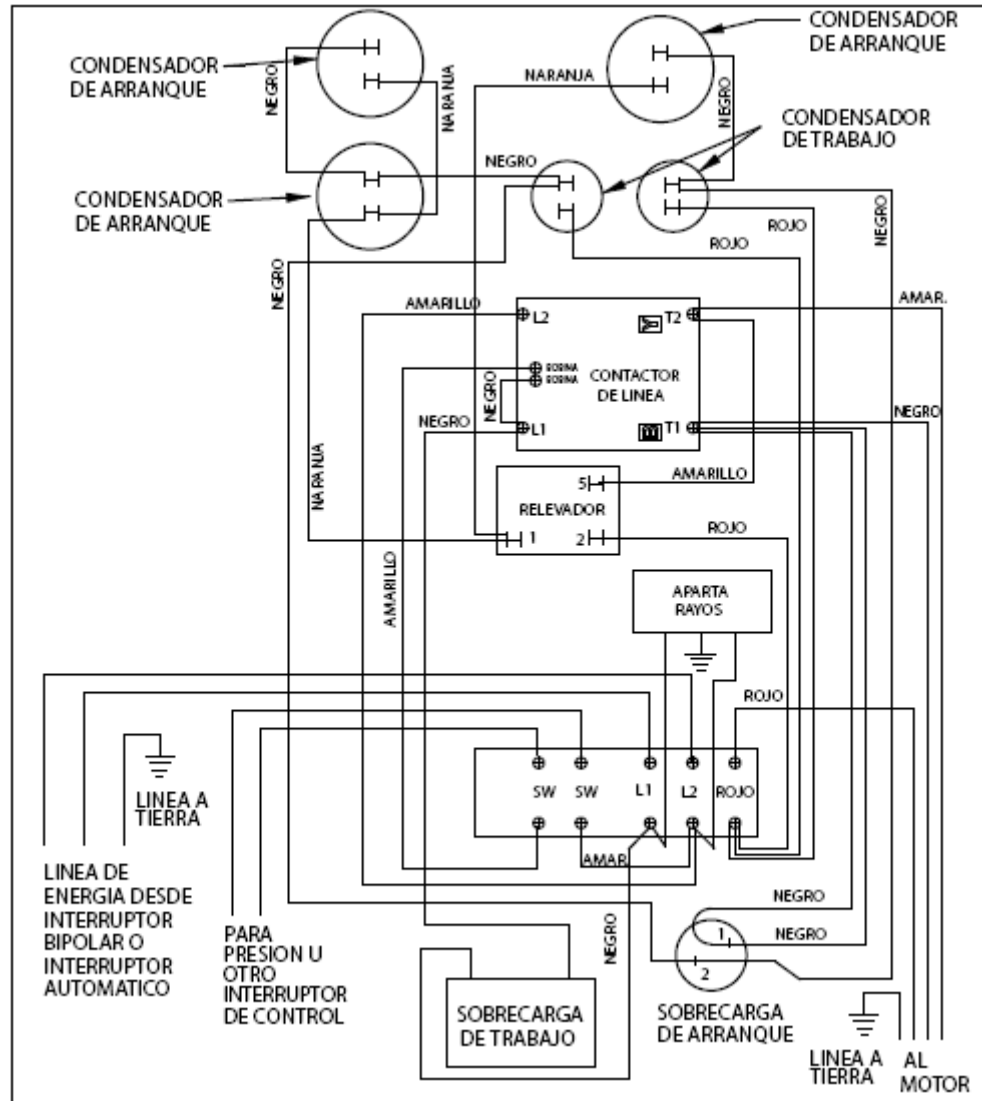 CONDENSADOR
DE ARRANQUE
CONDENSADOR
DE ARRANQUE
NEGRO
NARANJA
NARANJA
NEGRO
CONDENSADOR
DE TRABAJO
CONDENSADOR
DE ARRANQUE
NEGRO
ROJO
ROJO
NEGRO
NEGRO
AMARILLO
AMAR.
L2
Y
T2
BOBINA
BOBINA
CONTACTOR
DE LINEA
NEGRO
NEGRO
NEGRO
L1
B
T1
NARANJA
AMARILLO
5
RELEVADOR
1
2
ROJO
AMARILLO
APARTA
RAYOS
ROJO
SW
SW
L1
L2
ROJO
LINEA A
TIERRA
AMAR.
LINEA DE
ENERGIA DESDE
INTERRUPTOR
BIPOLAR O
INTERRUPTOR
AUTOMATICO
PARA
PRESION U
OTRO
INTERRUPTOR
DE CONTROL
NEGRO
NEGRO
1
NEGRO
2
SOBRECARGA
DE TRABAJO
SOBRECARGA
DE ARRANQUE
LINEA A
TIERRA
AL
MOTOR